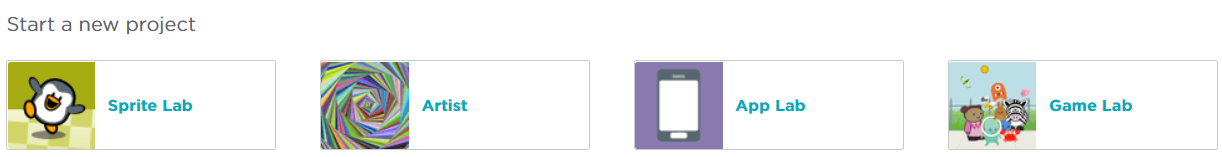 Start a new project
Sprite Lab
Artist
App Lab
Game Lab